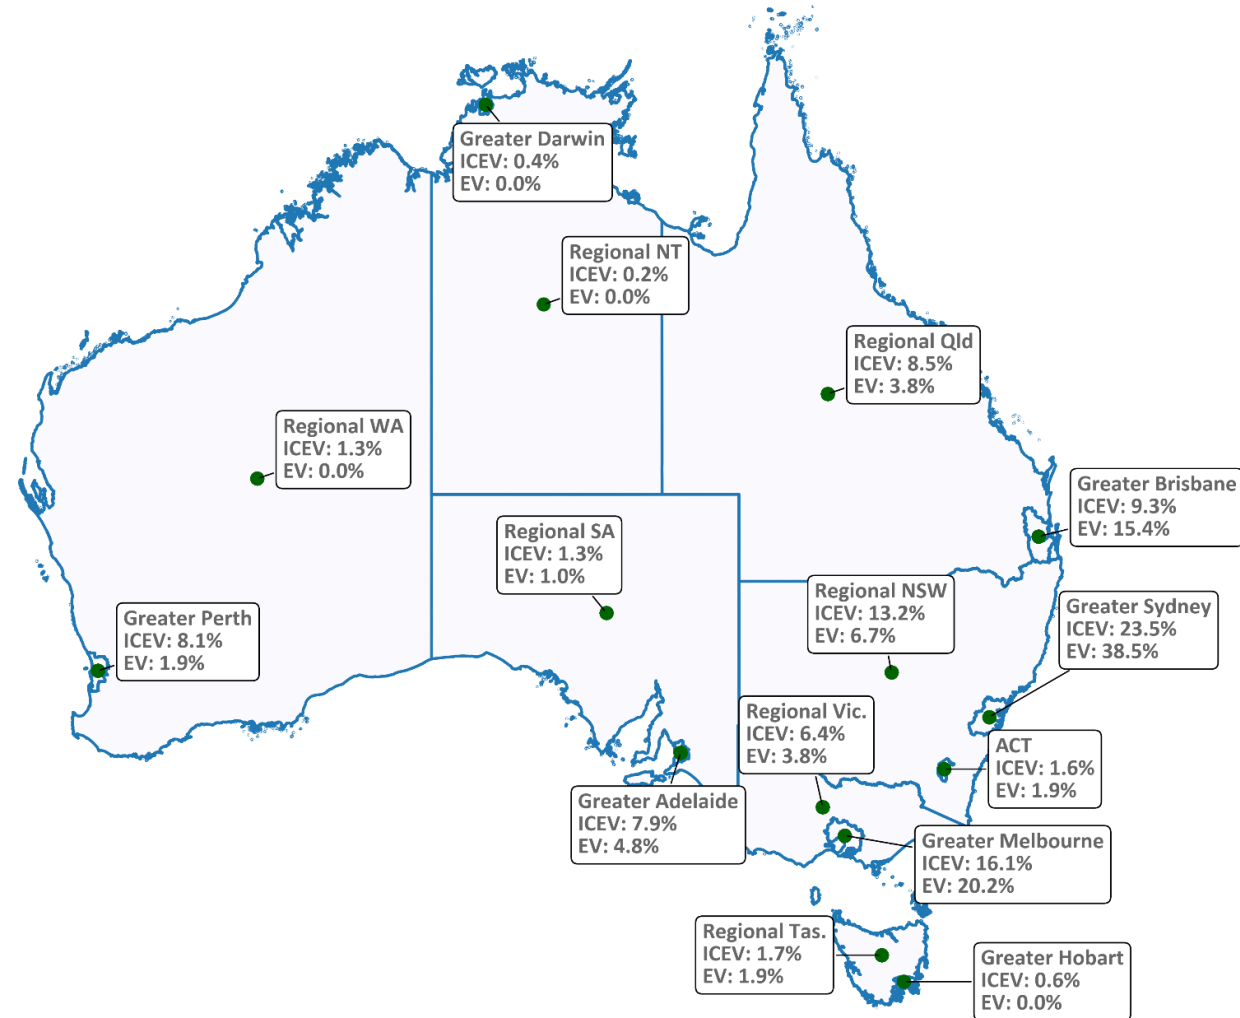 Greater Darwin
ICEV: 0.4%
EV: 0.0%
Regional NT
ICEV: 0.2%
EV: 0.0%
Regional Qld
ICEV: 8.5%
EV: 3.8%
Regional WA
ICEV: 1.3%
EV: 0.0%
Greater Brisbane
ICEV: 9.3%
EV: 15.4%
Regional SA
ICEV: 1.3%
EV: 1.0%
Regional NSW
ICEV: 13.2%
EV: 6.7%
Greater Sydney
ICEV: 23.5%
EV: 38.5%
Greater Perth
ICEV: 8.1%
EV: 1.9%
Regional Vic.
ICEV: 6.4%
EV: 3.8%
ACT
ICEV: 1.6%
EV: 1.9%
Greater Adelaide
ICEV: 7.9%
EV: 4.8%
Greater Melbourne
ICEV: 16.1%
EV: 20.2%
Regional Tas.
ICEV: 1.7%
EV: 1.9%
Greater Hobart
ICEV: 0.6%
EV: 0.0%